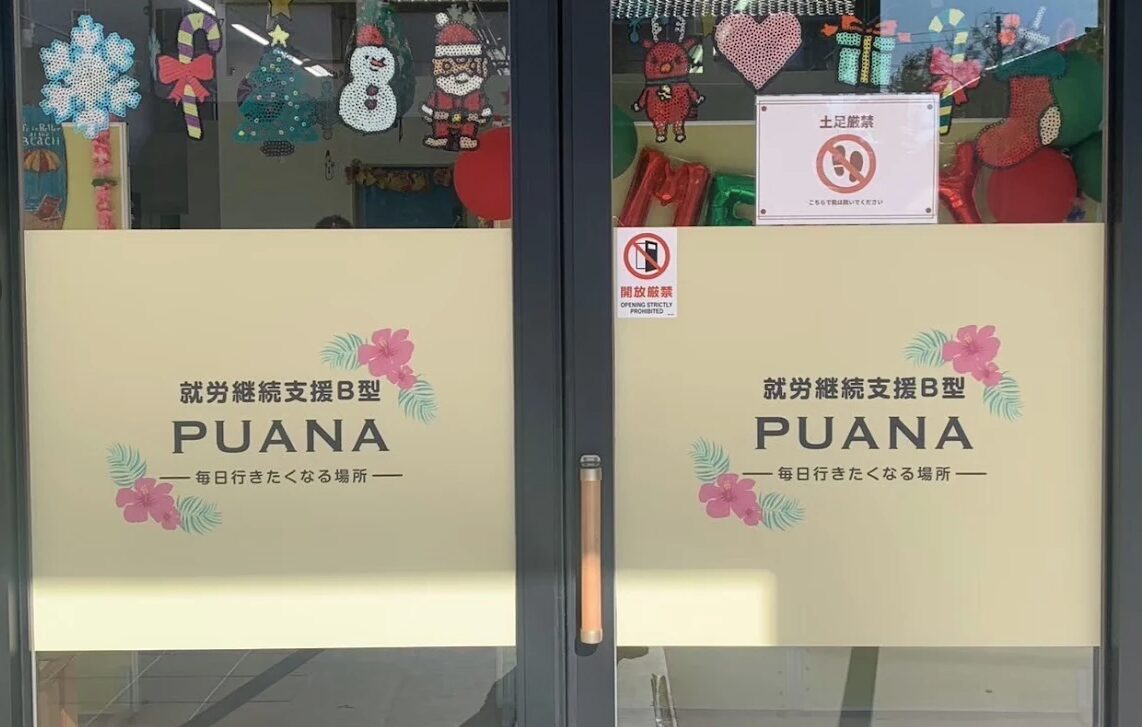 BEACH
土足厳禁
こちらで靴は脱いでください
開放厳禁
OPENING STRICTLY
PROHIBITED
就労継続支援B型
PUANA
毎日行きたくなる場所
就労継続支援B型
PUANA
毎日行きたくなる場所